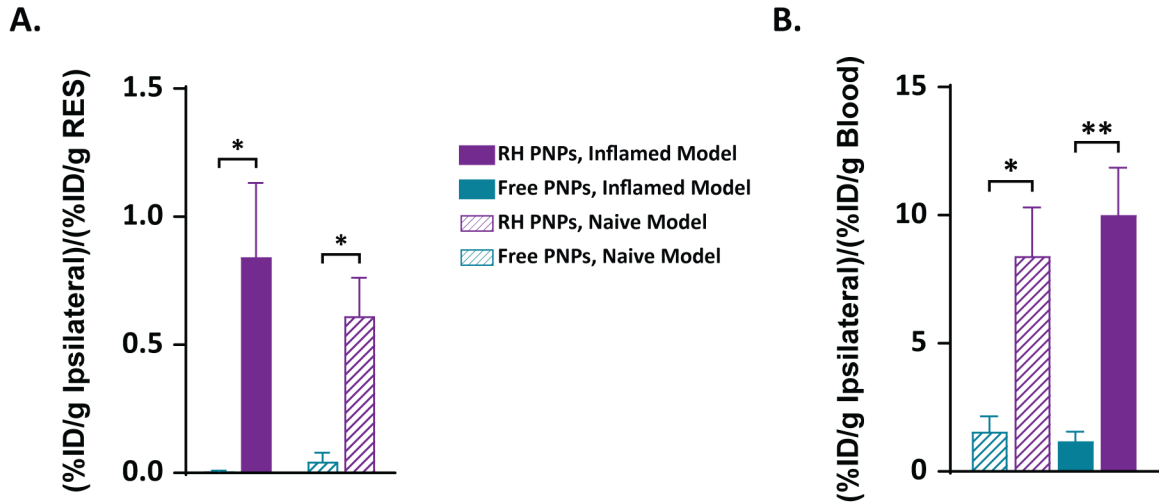 A.
(%ID/g Ipsilateral)/(%ID/g RES)
1.5
1.0
0.5
0.0
*
*
RH PNPs, Inflamed Model
Free PNPs, Inflamed Model
RH PNPs, Naive Model
Free PNPs, Naive Model
B.
(%ID/g Ipsilateral)/(%ID/g Blood)
15
10
5
0
*
**